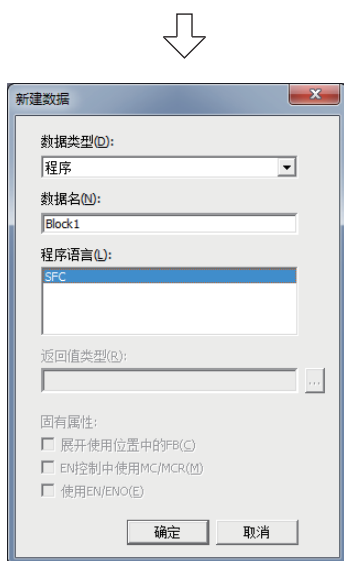 新建数据
数据类型(D):
程序
数据名(N):
Block1
程序语言(L):
SFC
返回值类型(R):
...
固有属性:
展开使用位置中的FB(C)
EN控制中使用MC/MCR(M)
使用EN/ENO(E)
确定 取消